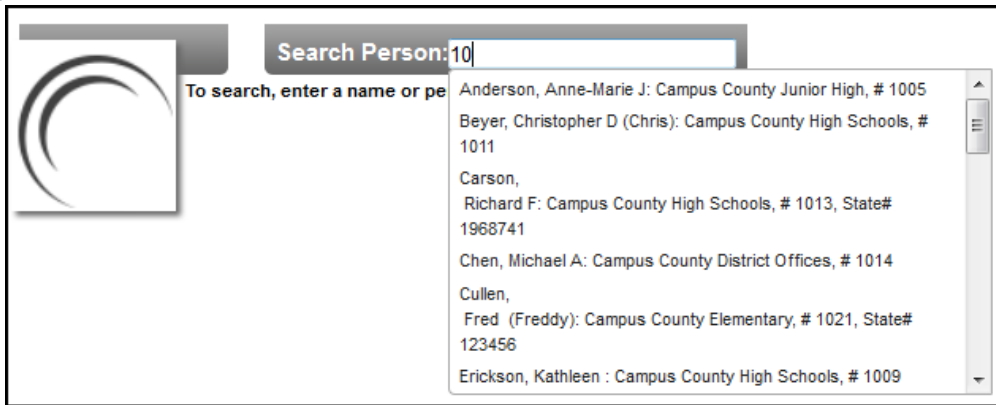 Search Person: 10
To search, enter a name or pe
Anderson, Anne-Marie J: Campus County Junior High, # 1005
Beyer, Christopher D (Chris): Campus County High Schools, #
1011
Carson,
Richard F: Campus County High Schools, # 1013, State#
1968741
Chen, Michael A: Campus County District Offices, # 1014
Cullen,
Fred (Freddy): Campus County Elementary, # 1021, State#
123456
Erickson, Kathleen : Campus County High Schools, # 1009